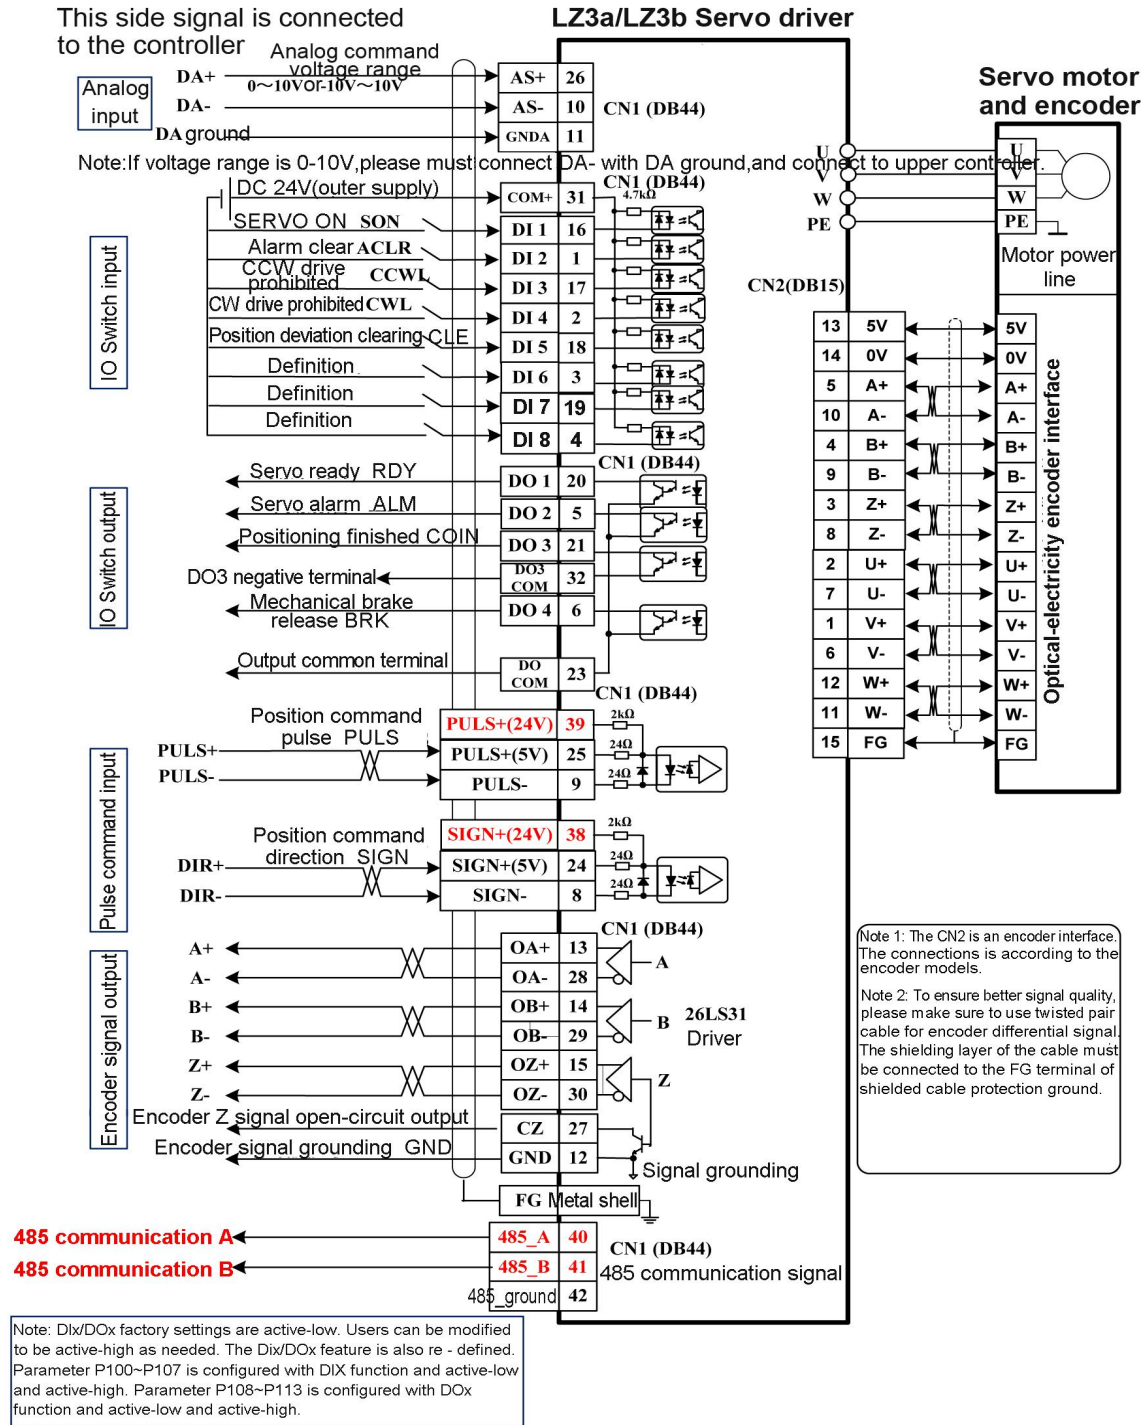 This side signal is connected
to the controller
LZ3a/LZ3b Servo driver
Servo motor
and encoder
Analog
input
DA+
Analog command
voltage range
0～10Vor-10V～10V
AS+ 26
DA-
AS- 10
CN1 (DB44)
DA ground
GNDA 11
Note:If voltage range is 0-10V,please must connect DA- with DA ground,and connect to upper controller.
U
V
W
PE
U
V
W
PE
Motor power
line
IO Switch input
DC 24V(outer supply)
COM+ 31
CN1 (DB44)
4.7kΩ
SERVO ON SON
DI 1 16
Alarm clear ACLR
DI 2 1
CCW drive
prohibited
CCWL
DI 3 17
CW drive prohibited CWL
DI 4 2
Position deviation clearing CLE
DI 5 18
Definition
DI 6 3
Definition
DI 7 19
Definition
DI 8 4
IO Switch output
CN1 (DB44)
Servo ready RDY
DO 1 20
Servo alarm ALM
DO 2 5
Positioning finished COIN
DO 3 21
DO3 negative terminal
DO3
COM
32
Mechanical brake
release BRK
DO 4 6
Output common terminal
DO
COM
23
CN2(DB15)
13 5V 5V
14 0V 0V
5 A+ A+
10 A- A-
4 B+ B+
9 B- B-
3 Z+ Z+
8 Z- Z-
2 U+ U+
7 U- U-
1 V+ V+
6 V- V-
12 W+ W+
11 W- W-
15 FG FG
Optical-electricity encoder interface
Pulse command input
CN1 (DB44)
Position command
pulse PULS
PULS+(24V) 39
2kΩ
PULS+
PULS+(5V) 25
24Ω
PULS-
PULS- 9
24Ω
Position command
direction SIGN
SIGN+(24V) 38
2kΩ
DIR+
SIGN+(5V) 24
24Ω
DIR-
SIGN- 8
24Ω
Encoder signal output
CN1 (DB44)
A+
OA+ 13
A-
OA- 28
A
B+
OB+ 14
B-
OB- 29
B
26LS31
Driver
Z+
OZ+ 15
Z-
OZ- 30
Z
Encoder Z signal open-circuit output
CZ 27
Encoder signal grounding GND
GND 12
Signal grounding
FG Metal shell
485 communication A
485_A 40
485 communication B
485_B 41
485_ground 42
CN1 (DB44)
485 communication signal
Note 1: The CN2 is an encoder interface.
The connections is according to the
encoder models.
Note 2: To ensure better signal quality,
please make sure to use twisted pair
cable for encoder differential signal.
The shielding layer of the cable must
be connected to the FG terminal of
shielded cable protection ground.
Note: DIx/DOx factory settings are active-low. Users can be modified
to be active-high as needed. The Dix/DOx feature is also re - defined.
Parameter P100~P107 is configured with DIX function and active-low
and active-high. Parameter P108~P113 is configured with DOx
function and active-low and active-high.